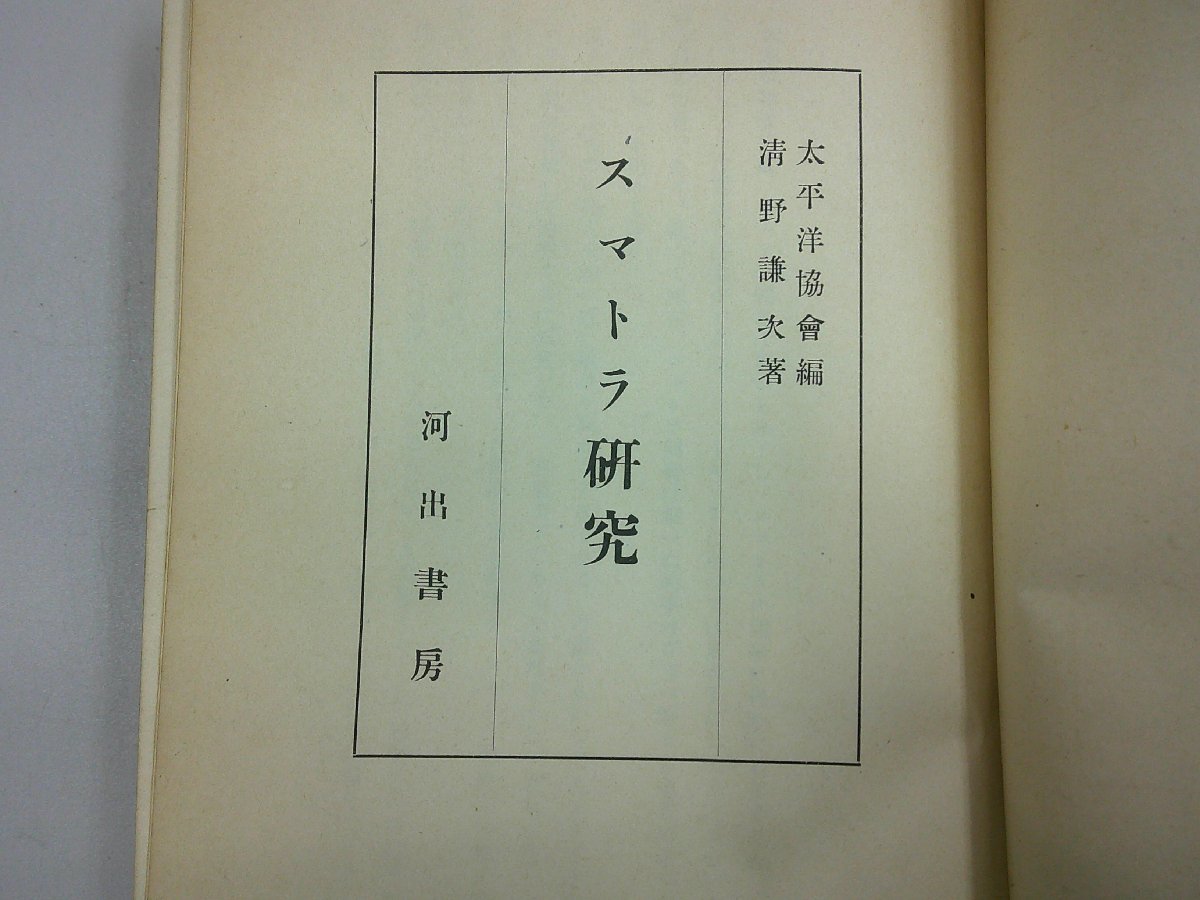 太平洋協會編
淸野謙次著
スマトラ研究
河出書房